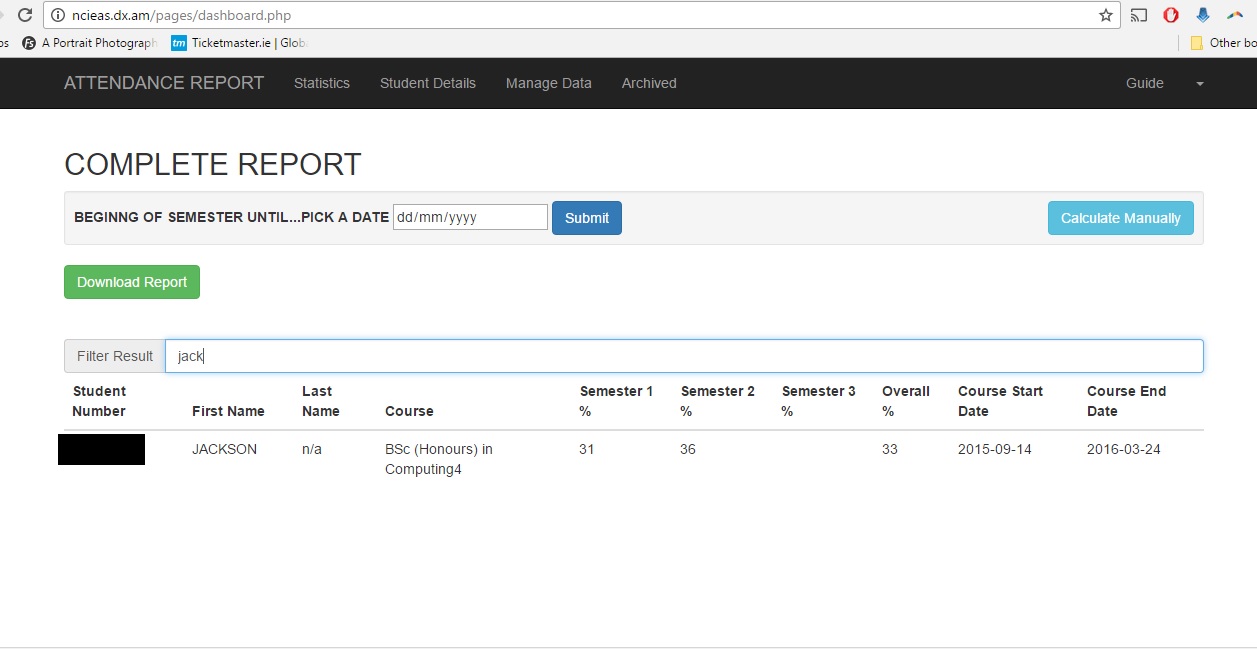 ncieas.dx.am/pages/dashboard.php
os Fs A Portrait Photograph tm Ticketmaster.ie | Glob Other bo
ATTENDANCE REPORT Statistics Student Details Manage Data Archived Guide
COMPLETE REPORT
BEGINNG OF SEMESTER UNTIL...PICK A DATE dd/mm/yyyy Submit Calculate Manually
Download Report
Filter Result jack
Student Number First Name Last Name Course Semester 1 % Semester 2 % Semester 3 % Overall % Course Start Date Course End Date
JACKSON n/a BSc (Honours) in Computing4 31 36 33 2015-09-14 2016-03-24